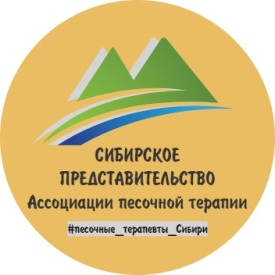 СИБИРСКОЕ
ПРЕДСТАВИТЕЛЬСТВО
Ассоциации песочной терапии
#песочные_терапевты_Сибири